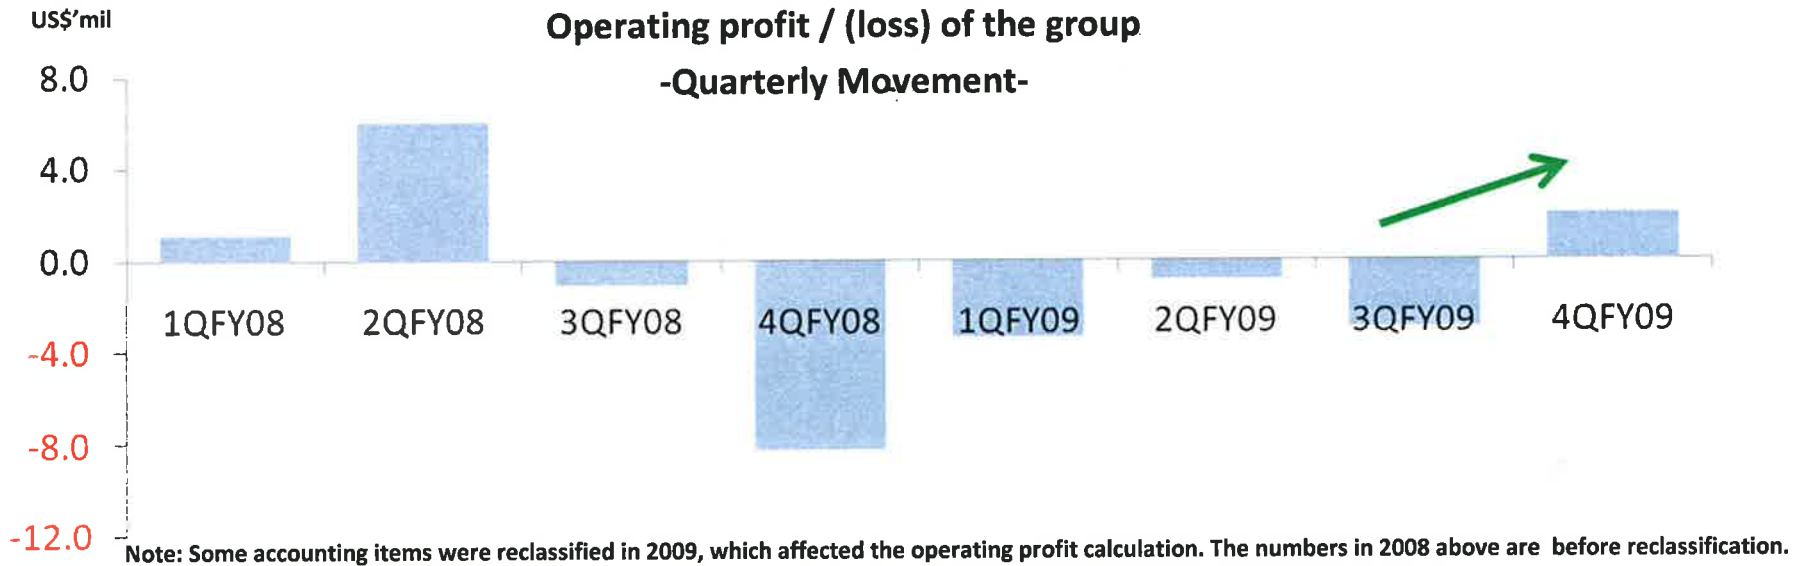 US$'mil
Operating profit / (loss) of the group
-Quarterly Movement-
8.0
4.0
0.0
-4.0
-8.0
-12.0
1QFY08 2QFY08 3QFY08 4QFY08 1QFY09 2QFY09 3QFY09 4QFY09
Note: Some accounting items were reclassified in 2009, which affected the operating profit calculation. The numbers in 2008 above are before reclassification.